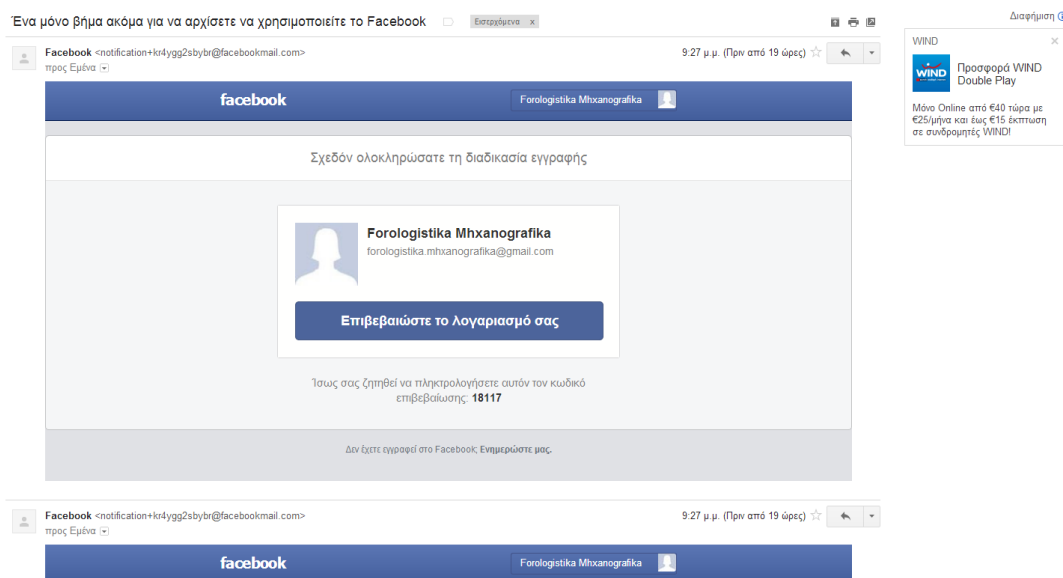 Ένα μόνο βήμα ακόμα για να αρχίσετε να χρησιμοποιείτε το Facebook
Εισερχόμενα x
Facebook <notification+kr4ygg2sbybr@facebookmail.com>
9:27 μ.μ. (Πριν από 19 ώρες)
προς Εμένα
facebook
Forologistika Mhxanografika
Σχεδόν ολοκληρώσατε τη διαδικασία εγγραφής
Forologistika Mhxanografika
forologistika.mhxanografika@gmail.com
Επιβεβαιώστε το λογαριασμό σας
Ίσως σας ζητηθεί να πληκτρολογήσετε αυτόν τον κωδικό
επιβεβαίωσης: 18117
Δεν έχετε εγγραφεί στο Facebook; Ενημερώστε μας.
Facebook <notification+kr4ygg2sbybr@facebookmail.com>
9:27 μ.μ. (Πριν από 19 ώρες)
προς Εμένα
facebook
Forologistika Mhxanografika
Διαφήμιση
WIND
WIND
Προσφορά WIND
Double Play
Μόνο Online από €40 τώρα με
€25/μήνα και έως €15 έκπτωση
σε συνδρομητές WIND!